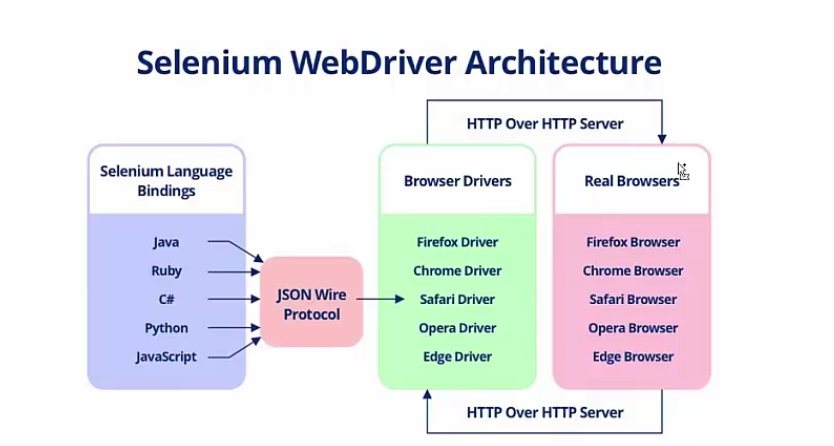 Selenium WebDriver Architecture
HTTP Over HTTP Server
Selenium Language
Bindings
Java
Ruby
C#
Python
JavaScript
JSON Wire
Protocol
Browser Drivers
Firefox Driver
Chrome Driver
Safari Driver
Opera Driver
Edge Driver
Real Browsers
Firefox Browser
Chrome Browser
Safari Browser
Opera Browser
Edge Browser
HTTP Over HTTP Server